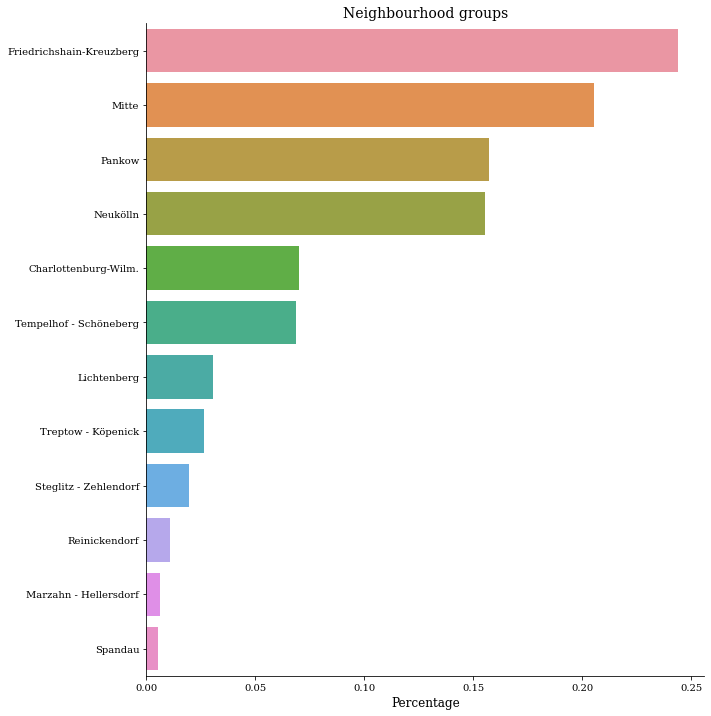 Neighbourhood groups
Friedrichshain-Kreuzberg
Mitte
Pankow
Neukölln
Charlottenburg-Wilm.
Tempelhof - Schöneberg
Lichtenberg
Treptow - Köpenick
Steglitz - Zehlendorf
Reinickendorf
Marzahn - Hellersdorf
Spandau
0.00 0.05 0.10 0.15 0.20 0.25
Percentage